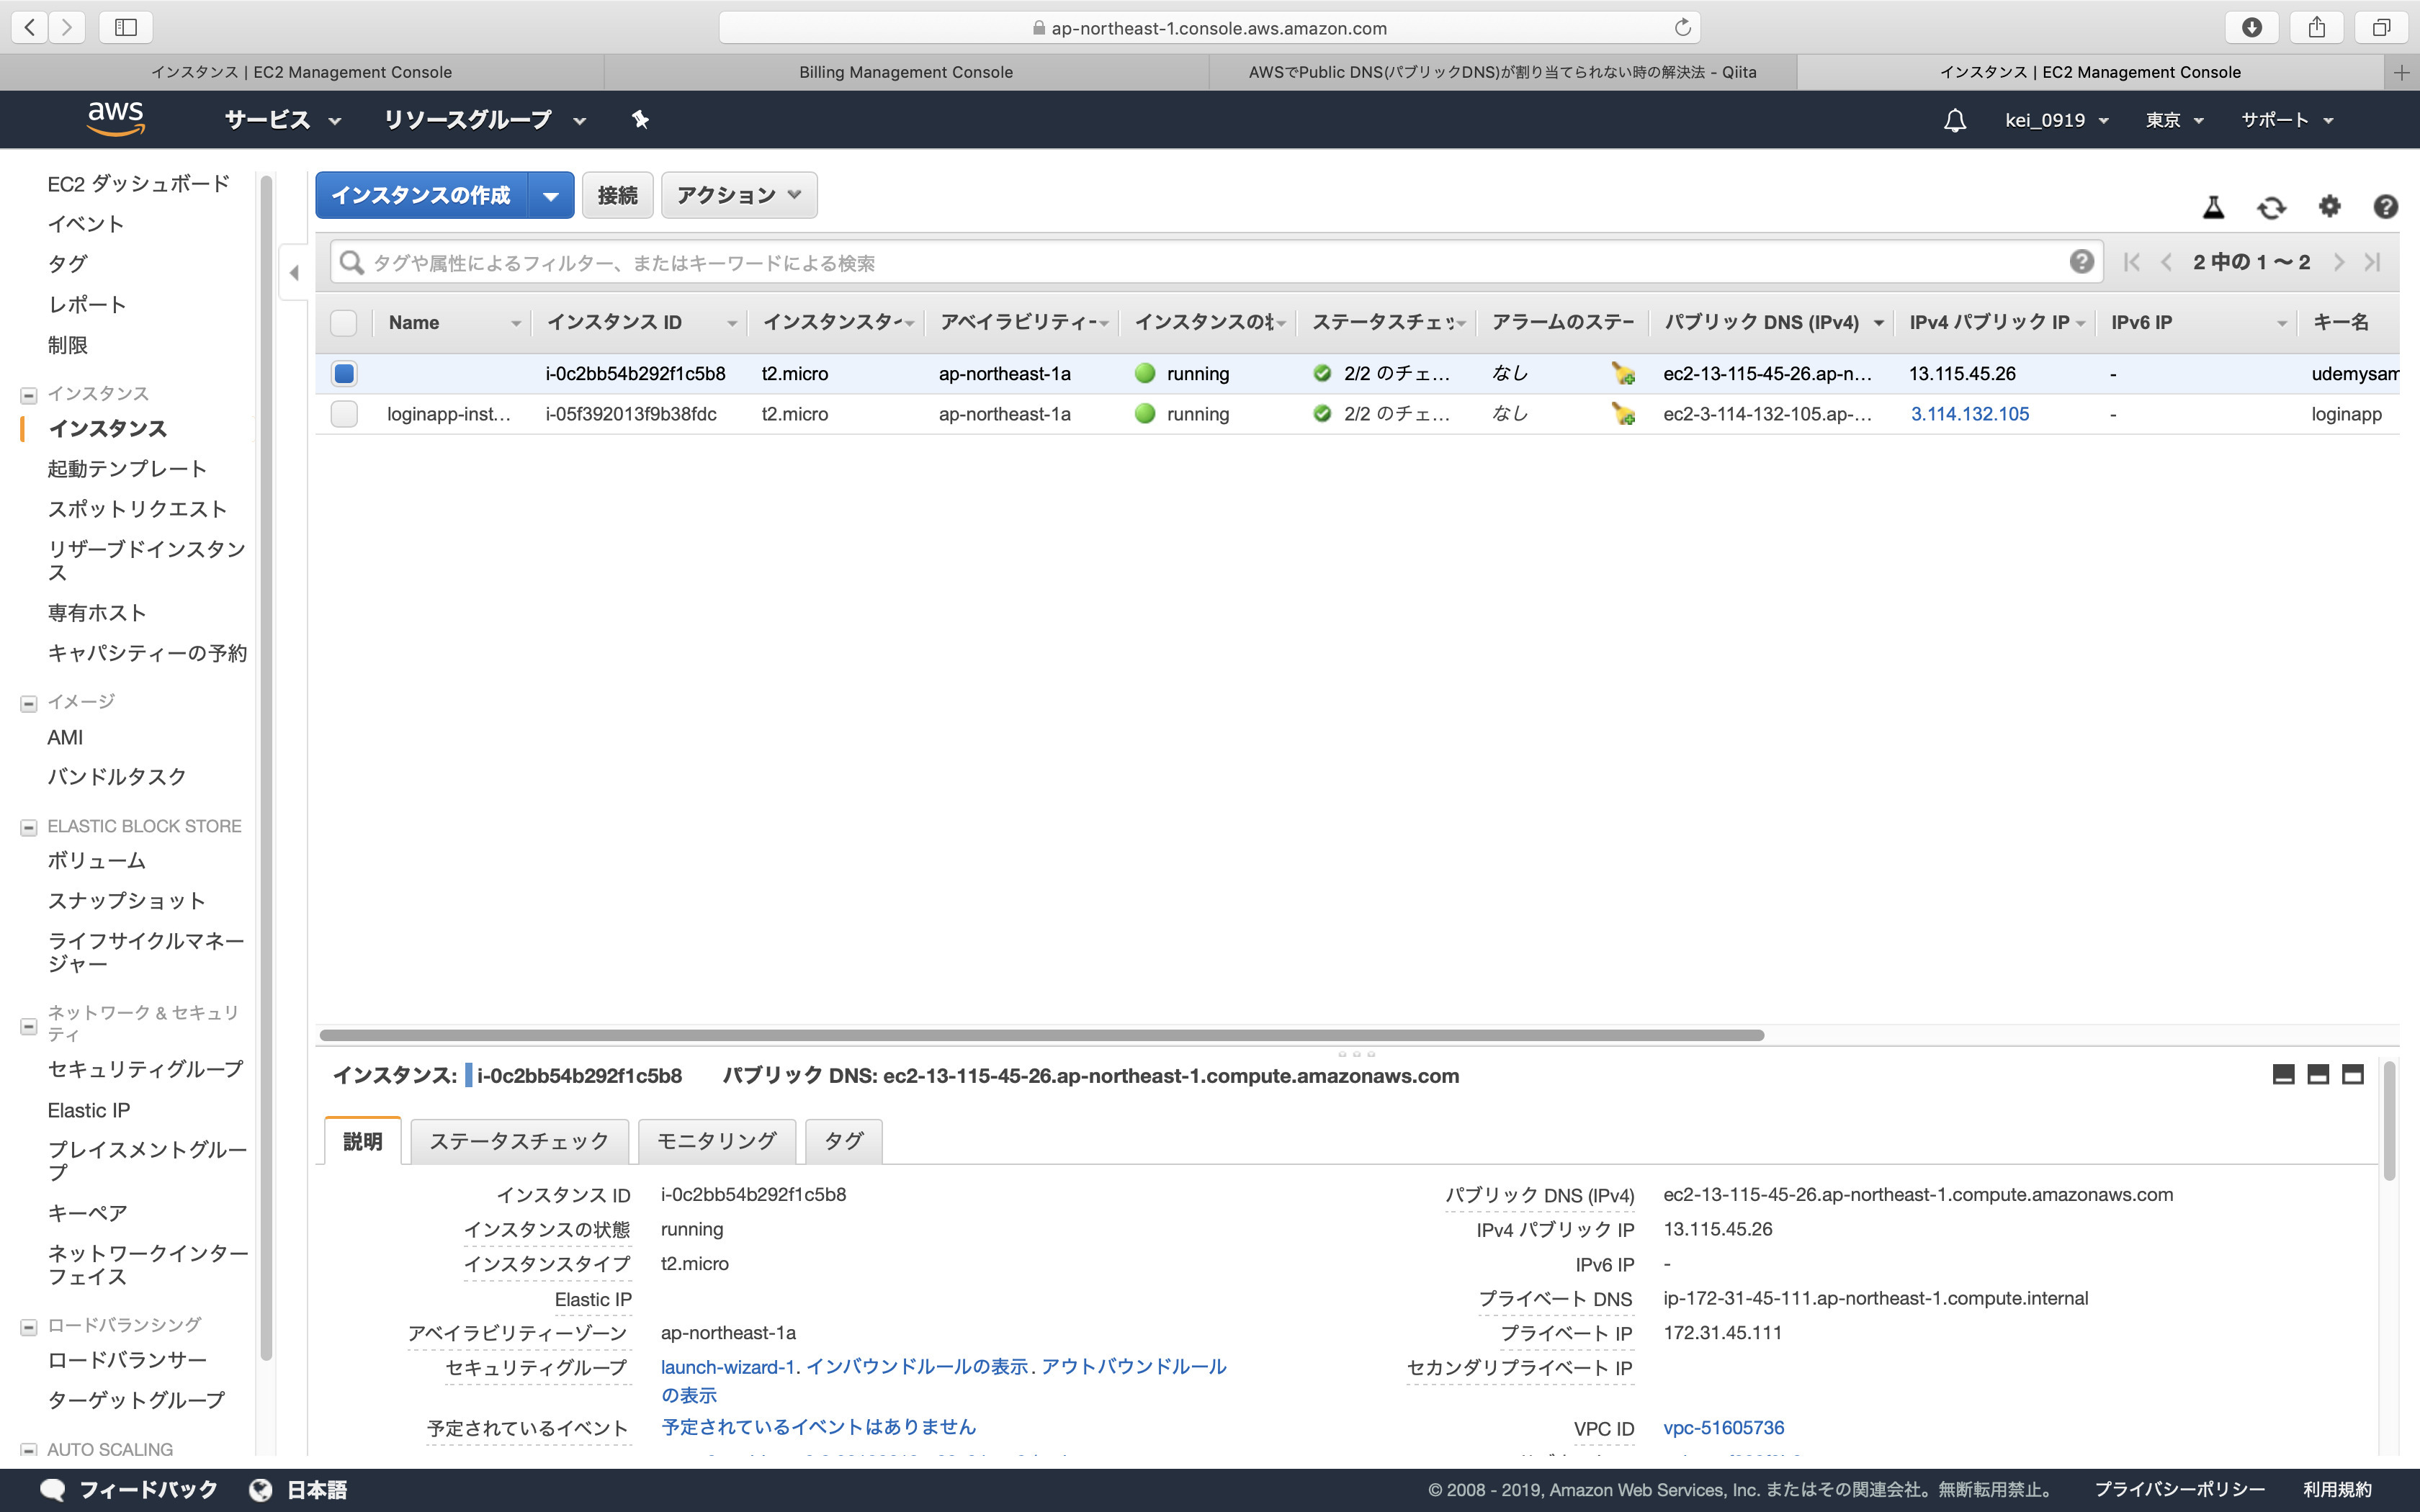 ap-northeast-1.console.aws.amazon.com
インスタンス | EC2 Management Console
Billing Management Console
AWSでPublic DNS(パブリックDNS)が割り当てられない時の解決法 - Qiita
インスタンス | EC2 Management Console
aws
サービス
リソースグループ
kei_0919
東京
サポート
EC2 ダッシュボード
イベント
タグ
レポート
制限
インスタンス
インスタンス
起動テンプレート
スポットリクエスト
リザーブドインスタン
ス
専有ホスト
キャパシティーの予約
イメージ
AMI
バンドルタスク
ELASTIC BLOCK STORE
ボリューム
スナップショット
ライフサイクルマネー
ジャー
ネットワーク & セキュリ
ティ
セキュリティグループ
Elastic IP
プレイスメントグルー
プ
キーペア
ネットワークインター
フェイス
ロードバランシング
ロードバランサー
ターゲットグループ
AUTO SCALING
インスタンスの作成
接続
アクション
タグや属性によるフィルター、またはキーワードによる検索
2 中の 1 〜 2
Name インスタンス ID インスタンスタ アベイラビリティ インスタンスの ステータスチェッ アラームのステー パブリック DNS (IPv4) IPv4 パブリック IP IPv6 IP キー名
i-0c2bb54b292f1c5b8 t2.micro ap-northeast-1a running 2/2 のチェ... なし ec2-13-115-45-26.ap-n... 13.115.45.26 - udemysam
loginapp-inst... i-05f392013f9b38fdc t2.micro ap-northeast-1a running 2/2 のチェ... なし ec2-3-114-132-105.ap-... 3.114.132.105 - loginapp
インスタンス: i-0c2bb54b292f1c5b8 パブリック DNS: ec2-13-115-45-26.ap-northeast-1.compute.amazonaws.com
説明
ステータスチェック
モニタリング
タグ
インスタンス ID i-0c2bb54b292f1c5b8
インスタンスの状態 running
インスタンスタイプ t2.micro
Elastic IP
アベイラビリティーゾーン ap-northeast-1a
セキュリティグループ launch-wizard-1. インバウンドルールの表示. アウトバウンドルール
の表示
予定されているイベント 予定されているイベントはありません
パブリック DNS (IPv4) ec2-13-115-45-26.ap-northeast-1.compute.amazonaws.com
IPv4 パブリック IP 13.115.45.26
IPv6 IP -
プライベート DNS ip-172-31-45-111.ap-northeast-1.compute.internal
プライベート IP 172.31.45.111
セカンダリプライベート IP
VPC ID vpc-51605736
フィードバック
日本語
© 2008 - 2019, Amazon Web Services, Inc. またはその関連会社。無断転用禁止。
プライバシーポリシー
利用規約